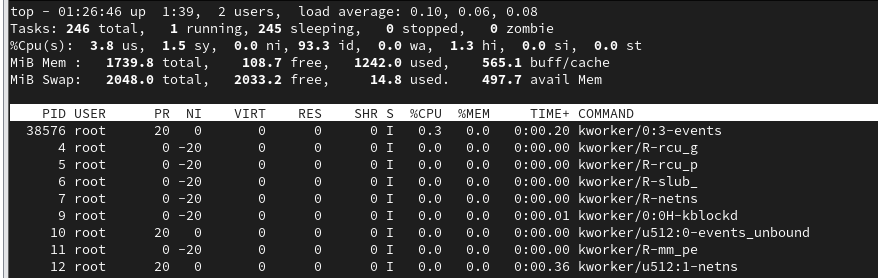 top - 01:26:46 up  1:39,  2 users,  load average: 0.10, 0.06, 0.08
Tasks: 246 total,   1 running, 245 sleeping,   0 stopped,   0 zombie
%Cpu(s):  3.8 us,  1.5 sy,  0.0 ni, 93.3 id,  0.0 wa,  1.3 hi,  0.0 si,  0.0 st
MiB Mem :   1739.8 total,    108.7 free,   1242.0 used,    565.1 buff/cache
MiB Swap:   2048.0 total,   2033.2 free,     14.8 used.    497.7 avail Mem
PID USER      PR  NI    VIRT    RES    SHR S  %CPU  %MEM     TIME+ COMMAND
38576 root      20   0       0      0      0 I   0.3   0.0   0:00.20 kworker/0:3-events
4 root       0 -20       0      0      0 I   0.0   0.0   0:00.00 kworker/R-rcu_g
5 root       0 -20       0      0      0 I   0.0   0.0   0:00.00 kworker/R-rcu_p
6 root       0 -20       0      0      0 I   0.0   0.0   0:00.00 kworker/R-slub_
7 root       0 -20       0      0      0 I   0.0   0.0   0:00.00 kworker/R-netns
9 root       0 -20       0      0      0 I   0.0   0.0   0:00.01 kworker/0:0H-kblockd
10 root      20   0       0      0      0 I   0.0   0.0   0:00.00 kworker/u512:0-events_unbound
11 root       0 -20       0      0      0 I   0.0   0.0   0:00.00 kworker/R-mm_pe
12 root      20   0       0      0      0 I   0.0   0.0   0:00.36 kworker/u512:1-netns